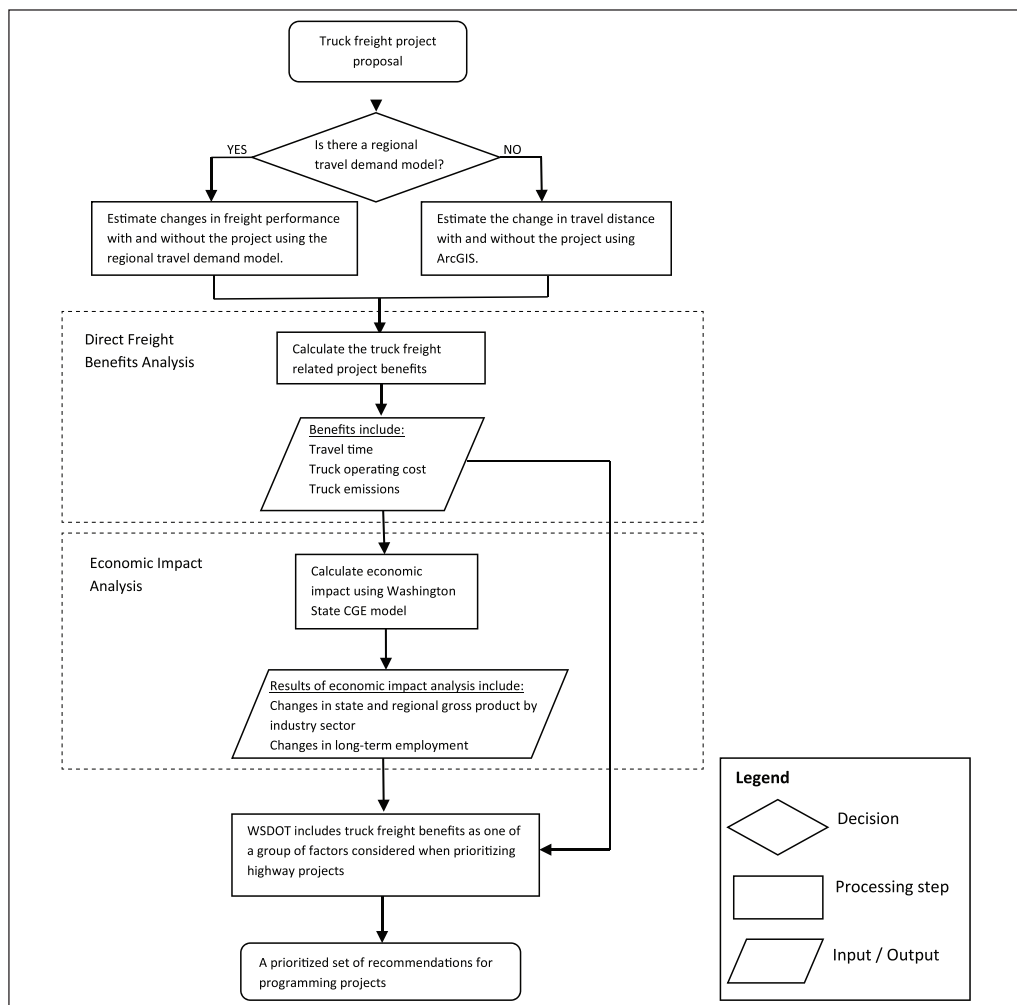 Truck freight project
proposal
Is there a regional
travel demand model?
YES
NO
Estimate changes in freight performance
with and without the project using the
regional travel demand model.
Estimate the change in travel distance
with and without the project using
ArcGIS.
Direct Freight
Benefits Analysis
Calculate the truck freight
related project benefits
Benefits include:
Travel time
Truck operating cost
Truck emissions
Economic Impact
Analysis
Calculate economic
impact using Washington
State CGE model
Results of economic impact analysis include:
Changes in state and regional gross product by
industry sector
Changes in long-term employment
WSDOT includes truck freight benefits as one of
a group of factors considered when prioritizing
highway projects
A prioritized set of recommendations for
programming projects
Legend
Decision
Processing step
Input / Output